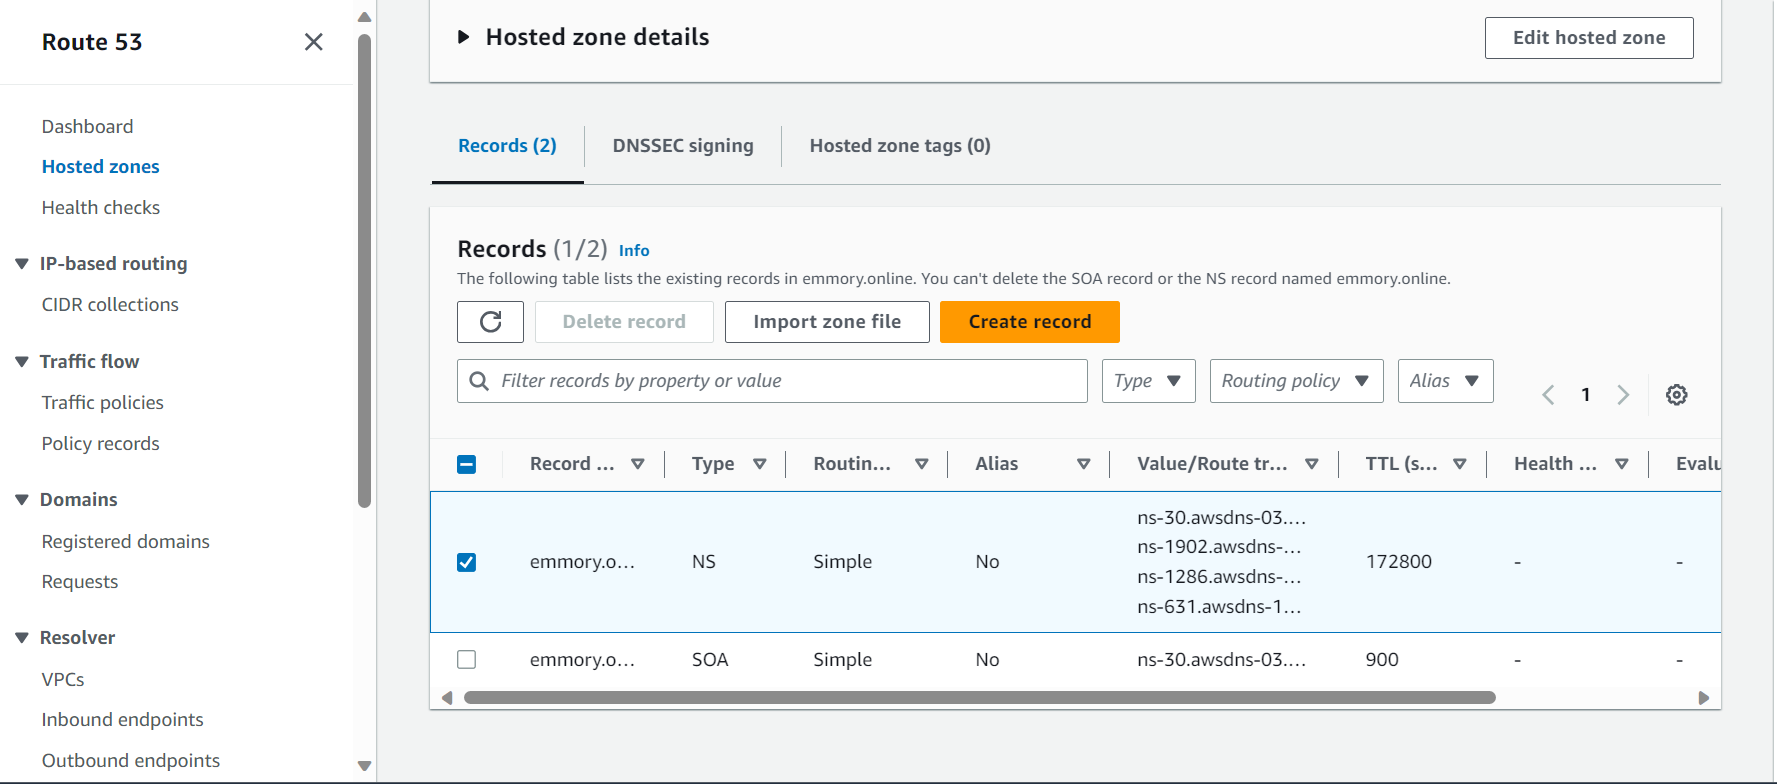 Route 53
Dashboard
Hosted zones
Health checks
IP-based routing
CIDR collections
Traffic flow
Traffic policies
Policy records
Domains
Registered domains
Requests
Resolver
VPCs
Inbound endpoints
Outbound endpoints
Hosted zone details
Edit hosted zone
Records (2)
DNSSEC signing
Hosted zone tags (0)
Records (1/2) Info
The following table lists the existing records in emmory.online. You can't delete the SOA record or the NS record named emmory.online.
Delete record
Import zone file
Create record
Filter records by property or value
Type
Routing policy
Alias
1
Record ... Type Routin... Alias Value/Route tr... TTL (s... Health ... Evalu
ns-30.awsdns-03....
ns-1902.awsdns-...
emmory.o... NS Simple No 172800 - -
ns-1286.awsdns-...
ns-631.awsdns-1...
emmory.o... SOA Simple No ns-30.awsdns-03.... 900 - -